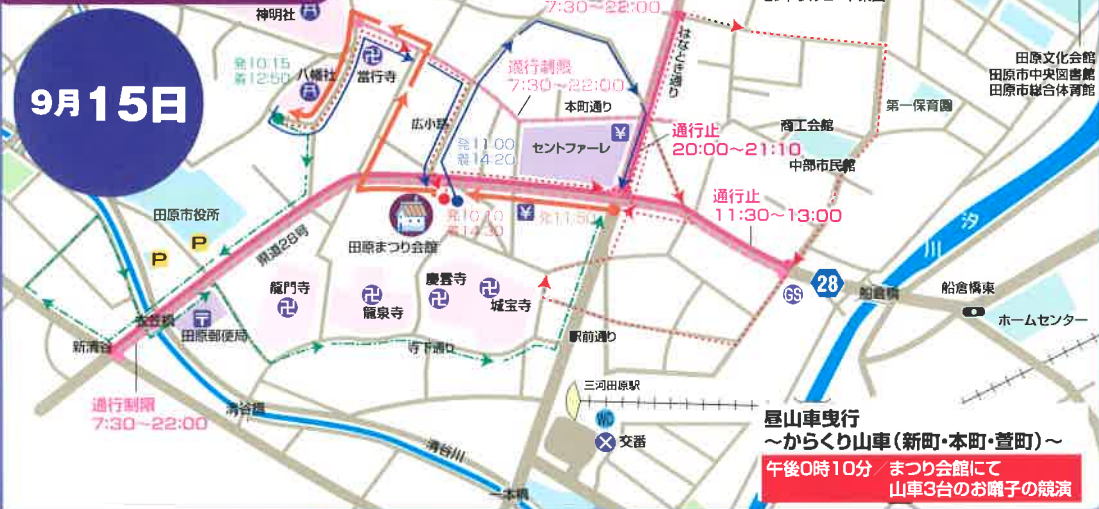 7:30～22:00
神明社
はなとき通り
発10:15
着12:50
八幡社
當行寺
通行制限
7:30～22:00
田原文化会館
田原市中央図書館
田原市総合体育館
9月15日
本町通り
第一保育園
広小路
商工会館
通行止
20:00～21:10
発11:00
着14:20
セントファーレ
中部市民館
田原市役所
P
P
通行止
11:30～13:00
発10:10
着14:30
発11:50
田原まつり会館
県道28号
汐
川
龍門寺
龍泉寺
慶雲寺
城宝寺
GS
28
船倉橋
船倉橋東
ホームセンター
衣笠橋
田原郵便局
新清谷
寺下通り
駅前通り
三河田原駅
通行制限
7:30～22:00
清谷橋
WC
交番
清谷川
一本橋
昼山車曳行
～からくり山車(新町・本町・萱町)～
午後0時10分／まつり会館にて
山車3台のお囃子の競演